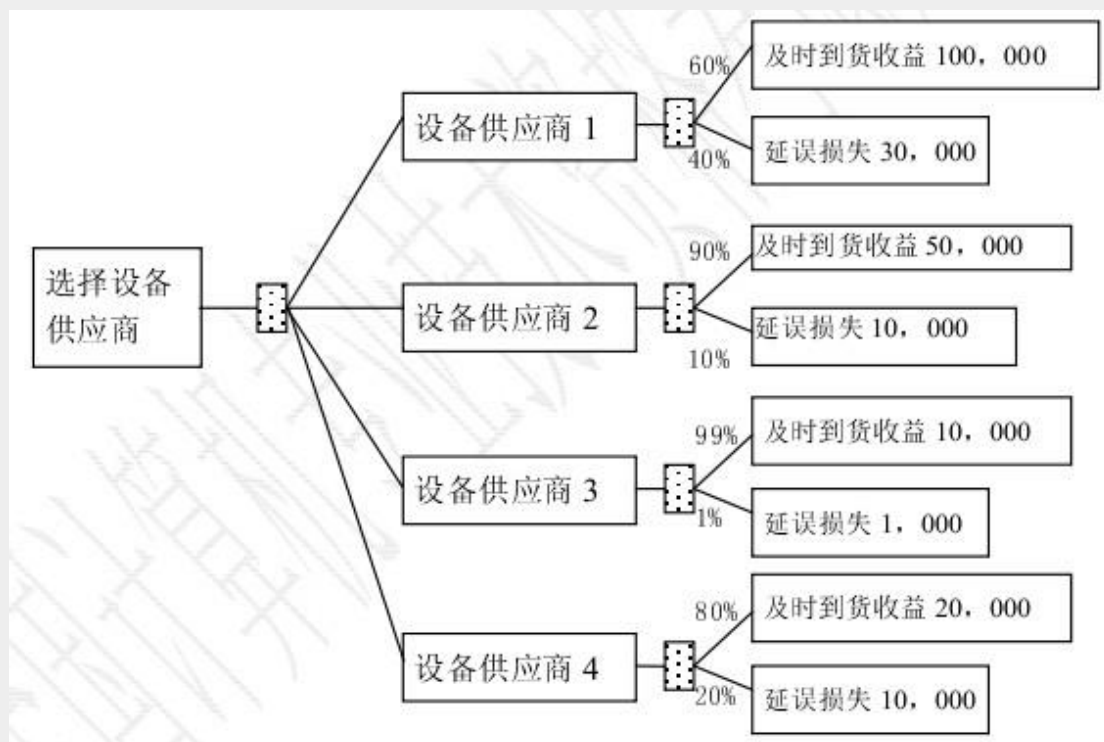 60%
及时到货收益 100，000
设备供应商 1
40%
延误损失 30，000
90%
及时到货收益 50，000
选择设备
供应商
设备供应商 2
延误损失 10，000
10%
99%
及时到货收益 10，000
设备供应商 3
1%
延误损失 1，000
80%
及时到货收益 20，000
设备供应商 4
20%
延误损失 10，000